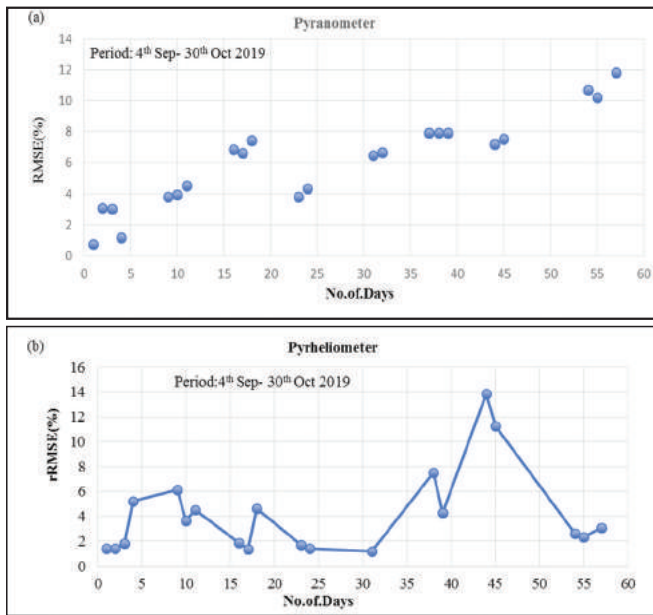 (a)
Pyranometer
Period: 4th Sep- 30th Oct 2019
RMSE(%)
14
12
10
8
6
4
2
0
0 5 10 15 20 25 30 35 40 45 50 55 60
No.of.Days
(b)
Pyrheliometer
Period:4th Sep- 30th Oct 2019
rRMSE(%)
16
14
12
10
8
6
4
2
0
0 5 10 15 20 25 30 35 40 45 50 55 60
No.of.Days